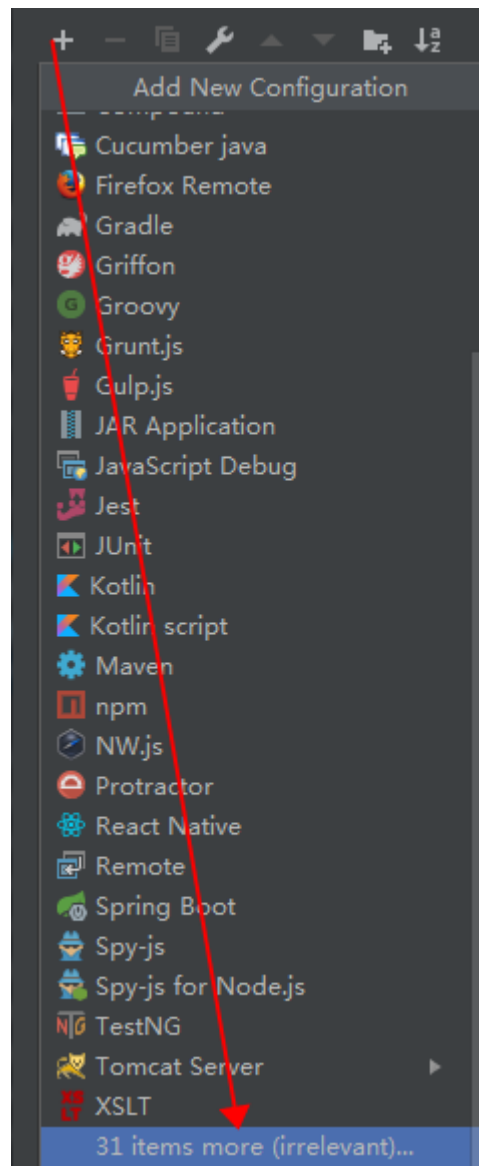 Add New Configuration
Compound
Cucumber java
Firefox Remote
Gradle
Griffon
Groovy
Grunt.js
Gulp.js
JAR Application
JavaScript Debug
Jest
JUnit
Kotlin
Kotlin script
Maven
npm
NW.js
Protractor
React Native
Remote
Spring Boot
Spy-js
Spy-js for Node.js
TestNG
Tomcat Server
XSLT
31 items more (irrelevant)...